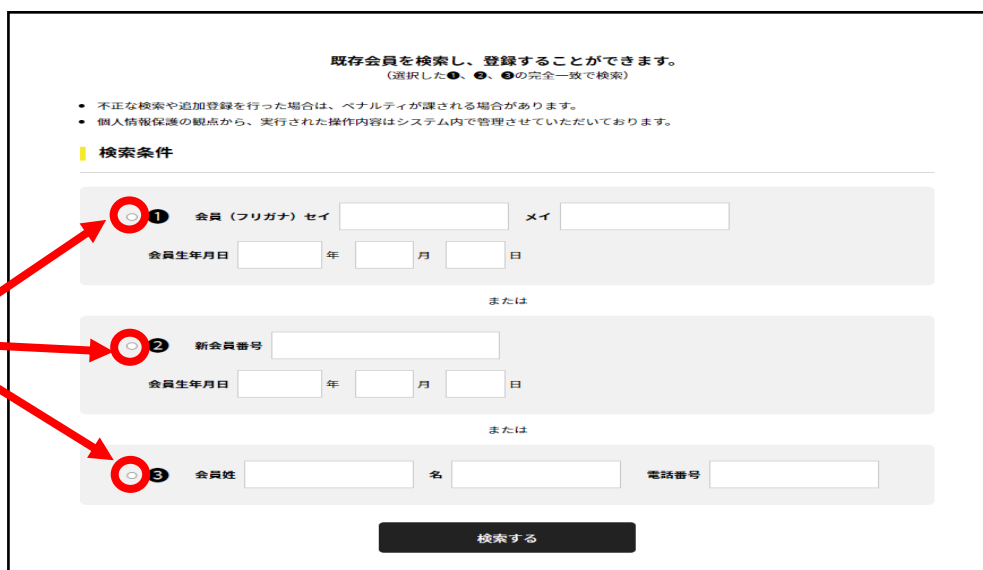 既存会員を検索し、登録することができます。
（選択した❶、❷、❸の完全一致で検索）
• 不正な検索や追加登録を行った場合は、ペナルティが課される場合があります。
• 個人情報保護の観点から、実行された操作内容はシステム内で管理させていただいております。
検索条件
❶ 会員（フリガナ）セイ メイ
会員生年月日 年 月 日
または
❷ 新会員番号
会員生年月日 年 月 日
または
❸ 会員姓 名 電話番号
検索する